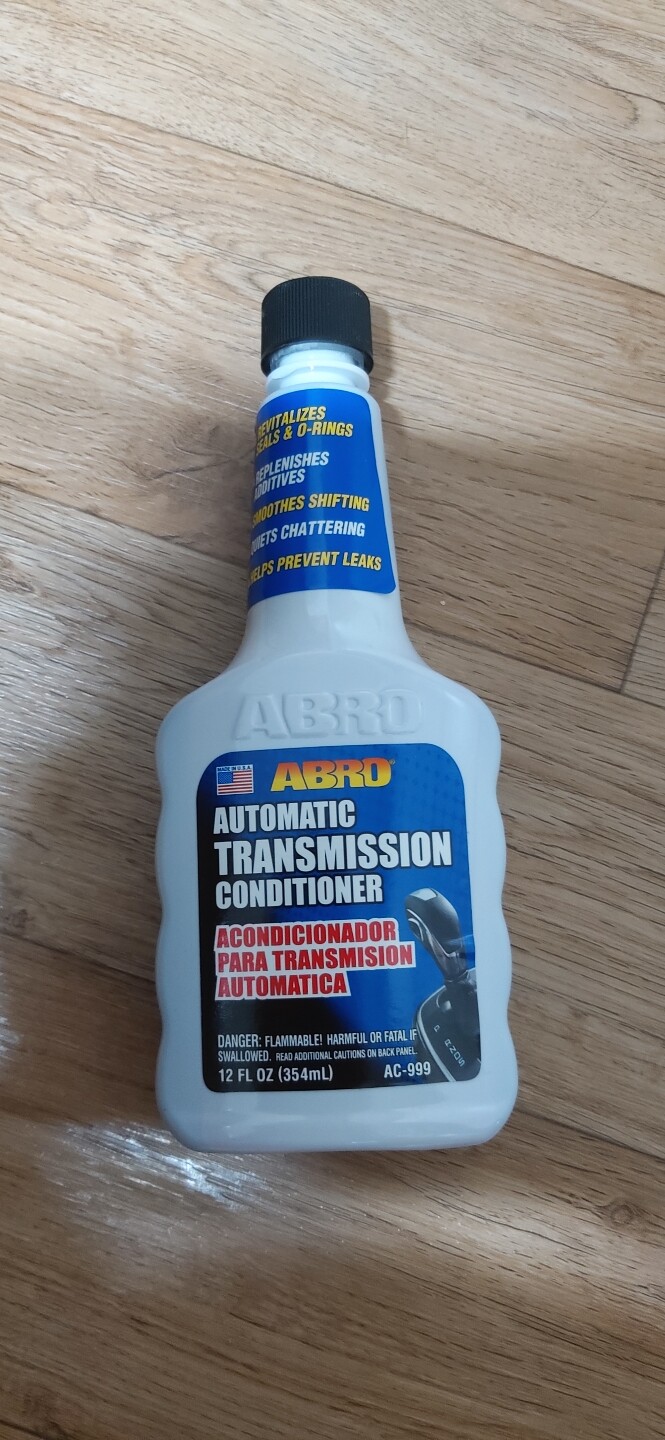 REVITALIZES
SEALS & O-RINGS
REPLENISHES
ADDITIVES
SMOOTHES SHIFTING
QUIETS CHATTERING
HELPS PREVENT LEAKS
ABRO
MADE IN U.S.A.
ABRO®
AUTOMATIC
TRANSMISSION
CONDITIONER
ACONDICIONADOR
PARA TRANSMISION
AUTOMATICA
DANGER: FLAMMABLE! HARMFUL OR FATAL IF
SWALLOWED. READ ADDITIONAL CAUTIONS ON BACK PANEL.
12 FL OZ (354mL) AC-999